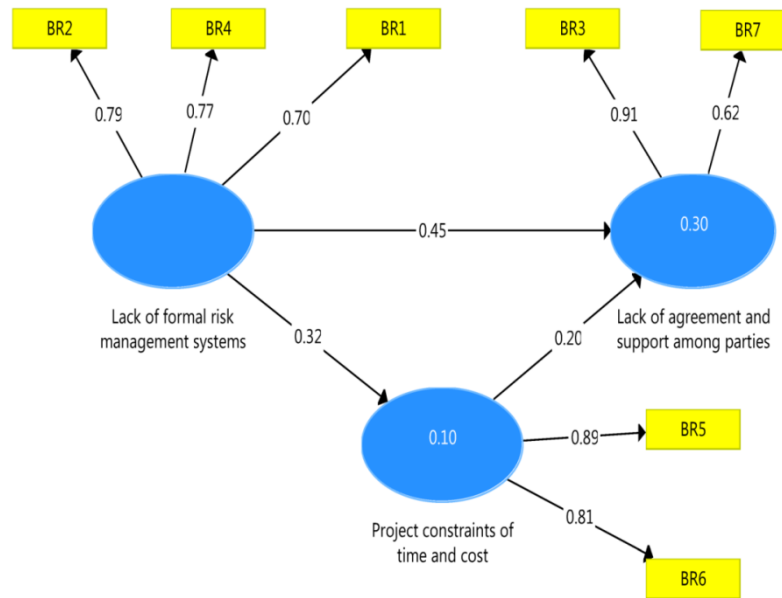 BR2
BR4
BR1
BR3
BR7
0.79
0.77
0.70
0.91
0.62
0.45
0.30
Lack of formal risk
management systems
Lack of agreement and
support among parties
0.32
0.20
0.10
0.89
BR5
0.81
Project constraints of
time and cost
BR6